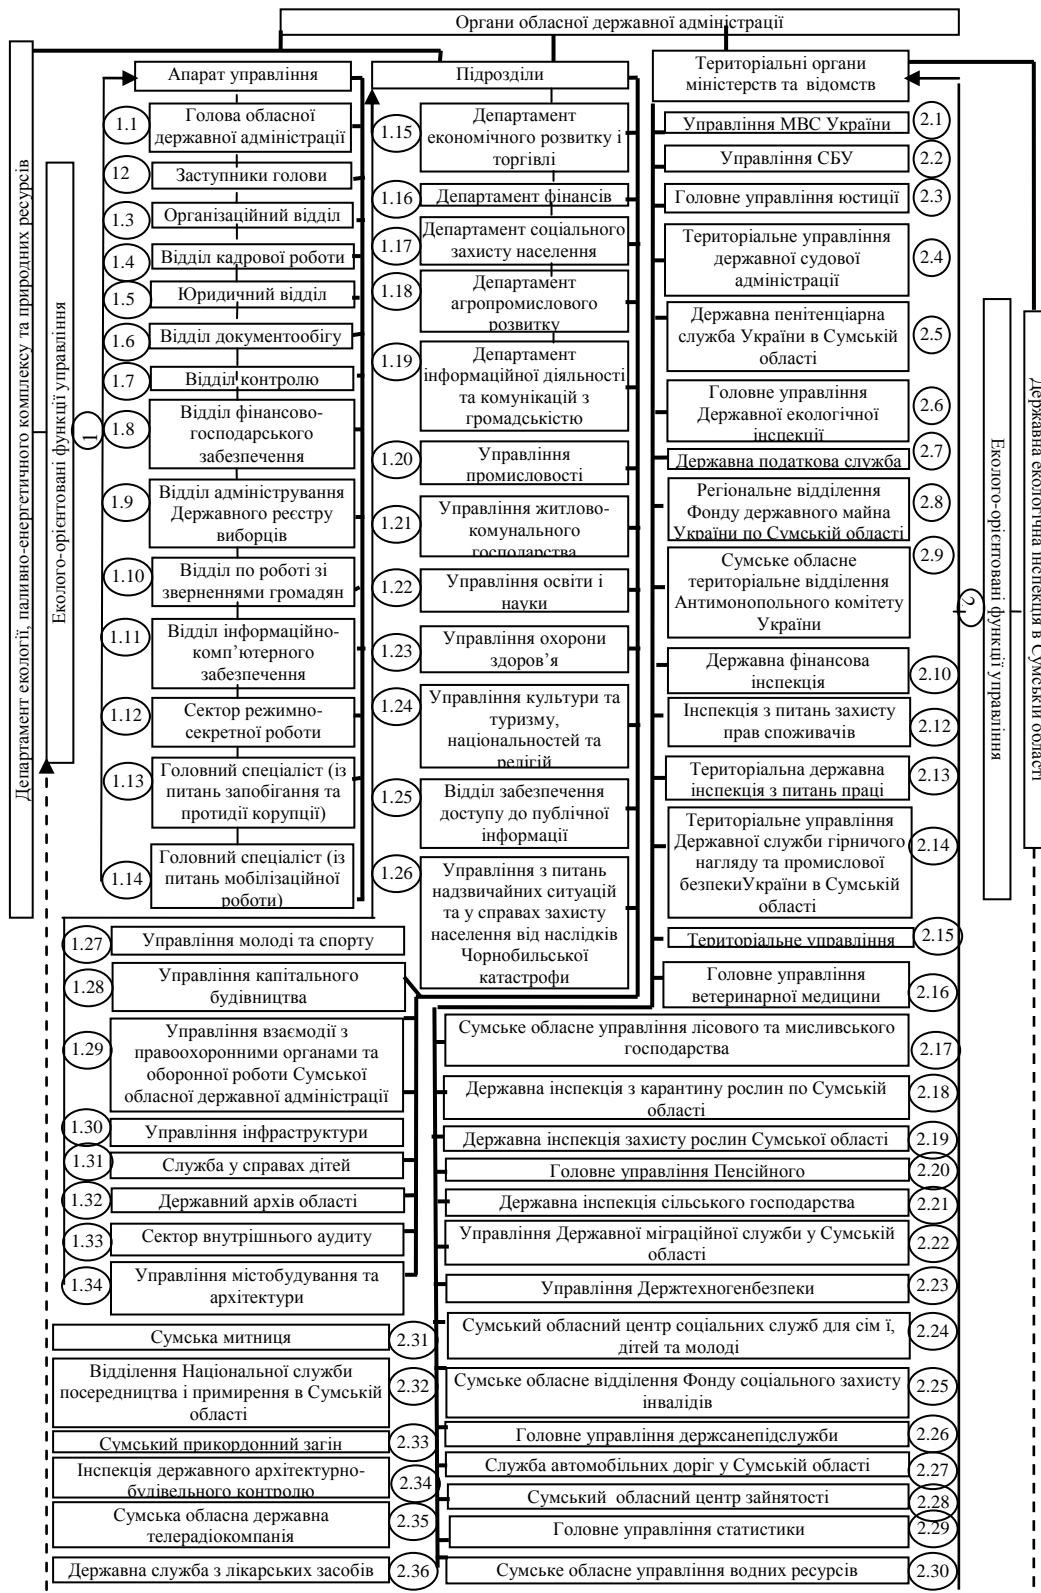 Органи обласної державної адміністрації
Департамент екології, паливно-енергетичного комплексу та природних ресурсів
Еколого-орієнтовані функції управління
1
Апарат управління
1.1
Голова обласної
державної адміністрації
12
Заступники голови
1.3
Організаційний відділ
1.4
Відділ кадрової роботи
1.5
Юридичний відділ
1.6
Відділ документообігу
1.7
Відділ контролю
1.8
Відділ фінансово-
господарського
забезпечення
1.9
Відділ адміністрування
Державного реєстру
виборців
1.10
Відділ по роботі зі
зверненнями громадян
1.11
Відділ інформаційно-
комп’ютерного
забезпечення
1.12
Сектор режимно-
секретної роботи
1.13
Головний спеціаліст (із
питань запобігання та
протидії корупції)
1.14
Головний спеціаліст (із
питань мобілізаційної
роботи)
Підрозділи
1.15
Департамент
економічного розвитку і
торгівлі
1.16
Департамент фінансів
1.17
Департамент соціального
захисту населення
1.18
Департамент
агропромислового
розвитку
1.19
Департамент
інформаційної діяльності
та комунікацій з
громадськістю
1.20
Управління
промисловості
1.21
Управління житлово-
комунального
господарства
1.22
Управління освіти і
науки
1.23
Управління охорони
здоров’я
1.24
Управління культури та
туризму,
національностей та
релігій
1.25
Відділ забезпечення
доступу до публічної
інформації
1.26
Управління з питань
надзвичайних ситуацій
та у справах захисту
населення від наслідків
Чорнобильської
катастрофи
1.27
Управління молоді та спорту
1.28
Управління капітального
будівництва
1.29
Управління взаємодії з
правоохоронними органами та
оборонної роботи Сумської
обласної державної адміністрації
1.30
Управління інфраструктури
1.31
Служба у справах дітей
1.32
Державний архів області
1.33
Сектор внутрішнього аудиту
1.34
Управління містобудування та
архітектури
Територіальні органи
міністерств та відомств
Управління МВС України
2.1
Управління СБУ
2.2
Головне управління юстиції
2.3
Територіальне управління
державної судової
адміністрації
2.4
Державна пенітенціарна
служба України в Сумській
області
2.5
Головне управління
Державної екологічної
інспекції
2.6
Державна податкова служба
2.7
Регіональне відділення
Фонду державного майна
України по Сумській області
2.8
Сумське обласне
територіальне відділення
Антимонопольного комітету
України
2.9
Державна фінансова
інспекція
2.10
Інспекція з питань захисту
прав споживачів
2.12
Територіальна державна
інспекція з питань праці
2.13
Територіальне управління
Державної служби гірничого
нагляду та промислової
безпекиУкраїни в Сумській
області
2.14
Територіальне управління
2.15
Головне управління
ветеринарної медицини
2.16
Сумське обласне управління лісового та мисливського
господарства
2.17
Державна інспекція з карантину рослин по Сумській
області
2.18
Державна інспекція захисту рослин Сумської області
2.19
Головне управління Пенсійного
2.20
Державна інспекція сільського господарства
2.21
Управління Державної міграційної служби у Сумській
області
2.22
Управління Держтехногенбезпеки
2.23
Сумський обласний центр соціальних служб для сім ї,
дітей та молоді
2.24
Сумське обласне відділення Фонду соціального захисту
інвалідів
2.25
Головне управління держсанепідслужби
2.26
Служба автомобільних доріг у Сумській області
2.27
Сумський обласний центр зайнятості
2.28
Головне управління статистики
2.29
Сумське обласне управління водних ресурсів
2.30
Сумська митниця
2.31
Відділення Національної служби
посередництва і примирення в Сумській
області
2.32
Сумський прикордонний загін
2.33
Інспекція державного архітектурно-
будівельного контролю
2.34
Сумська обласна державна
телерадіокомпанія
2.35
Державна служба з лікарських засобів
2.36
2
Еколого-орієнтовані функції управління
Державна екологічна інспекція в Сумській області